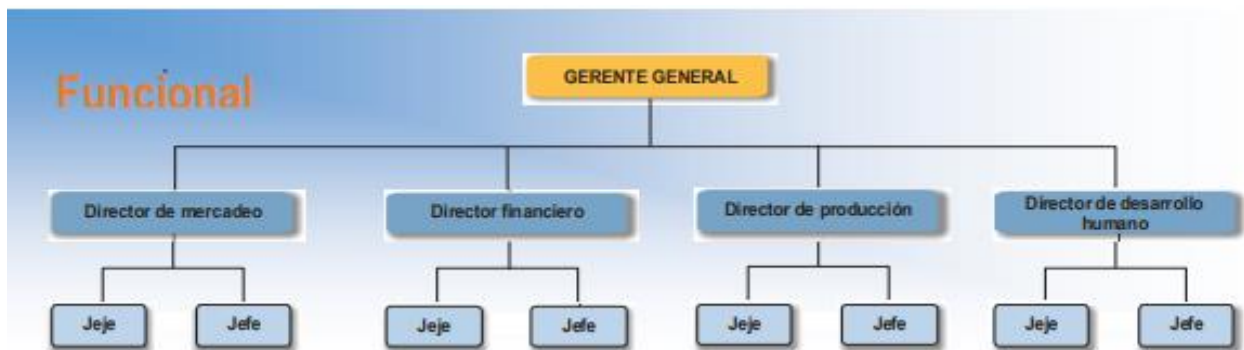 Funcional
GERENTE GENERAL
Director de mercadeo
Director financiero
Director de producción
Director de desarrollo
humano
Jeje
Jefe
Jeje
Jefe
Jeje
Jefe
Jeje
Jefe